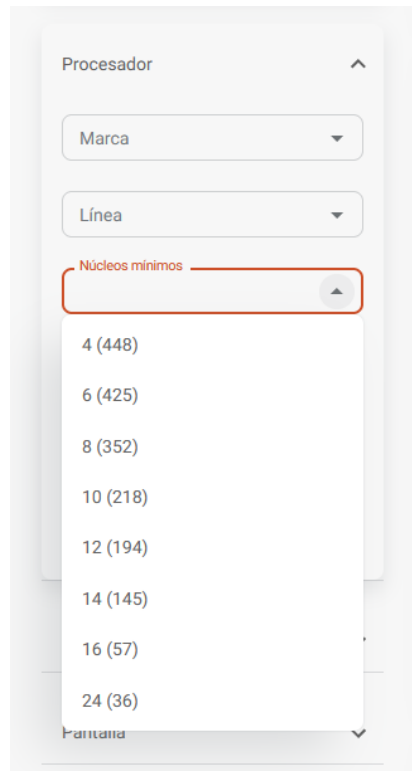 Procesador
Marca
Línea
Núcleos mínimos
4 (448)
6 (425)
8 (352)
10 (218)
12 (194)
14 (145)
16 (57)
24 (36)
Pantalla